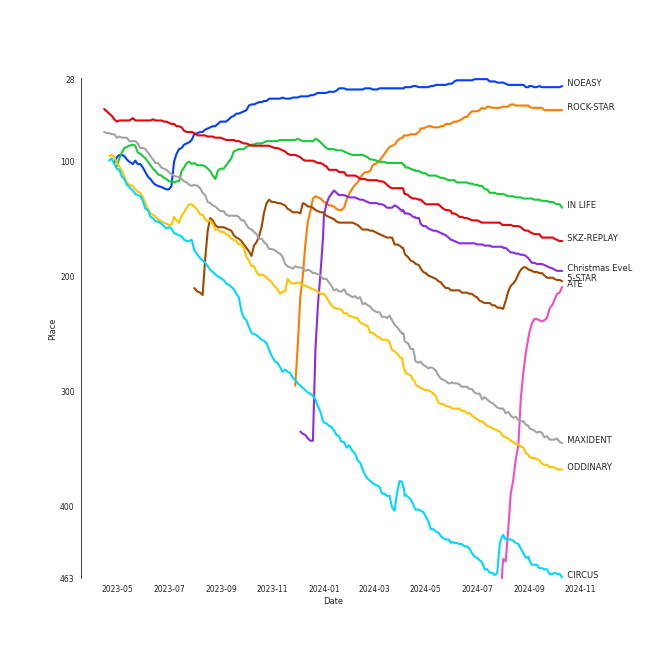 28
NOEASY
ROCK-STAR
100
IN LIFE
SKZ-REPLAY
Christmas EveL
200
5-STAR
ATE
Place
300
MAXIDENT
ODDINARY
400
463
CIRCUS
2023-05 2023-07 2023-09 2023-11 2024-01 2024-03 2024-05 2024-07 2024-09 2024-11
Date